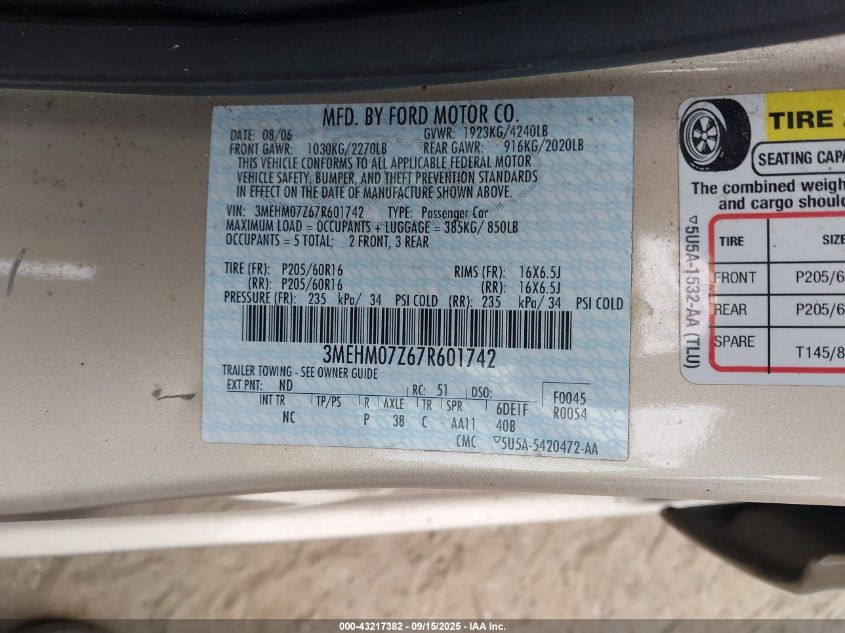 MFD. BY FORD MOTOR CO.
DATE: 08/06 GVWR: 1923KG/4240LB
FRONT GAWR: 1030KG/2270LB REAR GAWR: 916KG/2020LB
THIS VEHICLE CONFORMS TO ALL APPLICABLE FEDERAL MOTOR
VEHICLE SAFETY, BUMPER, AND THEFT PREVENTION STANDARDS
IN EFFECT ON THE DATE OF MANUFACTURE SHOWN ABOVE.
VIN: 3MEHM07Z67R601742 TYPE: Passenger Car
MAXIMUM LOAD = OCCUPANTS + LUGGAGE = 385KG/ 850LB
OCCUPANTS = 5 TOTAL; 2 FRONT, 3 REAR
TIRE (FR): P205/60R16 RIMS (FR): 16X6.5J
(RR): P205/60R16 (RR): 16X6.5J
PRESSURE (FR): 235 kPa/ 34 PSI COLD (RR): 235 kPa/ 34 PSI COLD
3MEHM07Z67R601742
TRAILER TOWING - SEE OWNER GUIDE
EXT PNT: ND RC: 51 DSO: F0045
INT TR TP/PS R AXLE TR SPR 6DE1F R0054
NC P 38 C AA11 40B
CMC ▽5U5A-5420472-AA
TIRE
SEATING CAPA
The combined weigh
and cargo shoul
▽5U5A-1532-AA (TLU)
TIRE SIZE
FRONT P205/6
REAR P205/6
SPARE T145/8
000-43217382 - 09/15/2025 - IAA Inc.